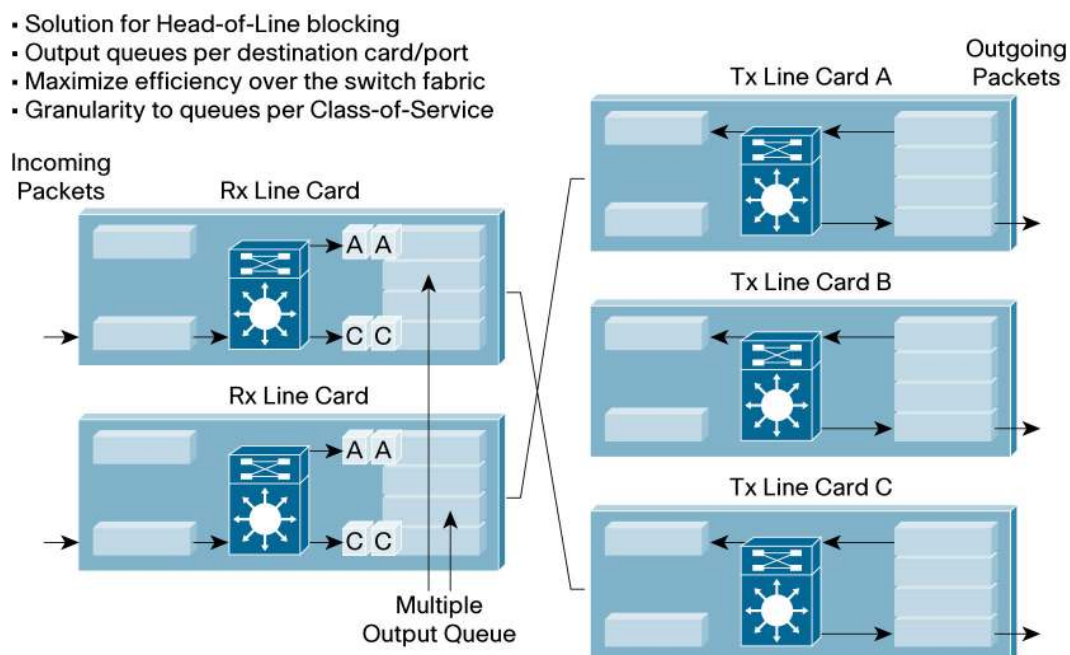 ▪ Solution for Head-of-Line blocking
▪ Output queues per destination card/port
▪ Maximize efficiency over the switch fabric
▪ Granularity to queues per Class-of-Service
Incoming
Packets
Rx Line Card
A A
C C
Rx Line Card
A A
C C
Multiple
Output Queue
Tx Line Card A
Outgoing
Packets
Tx Line Card B
Tx Line Card C